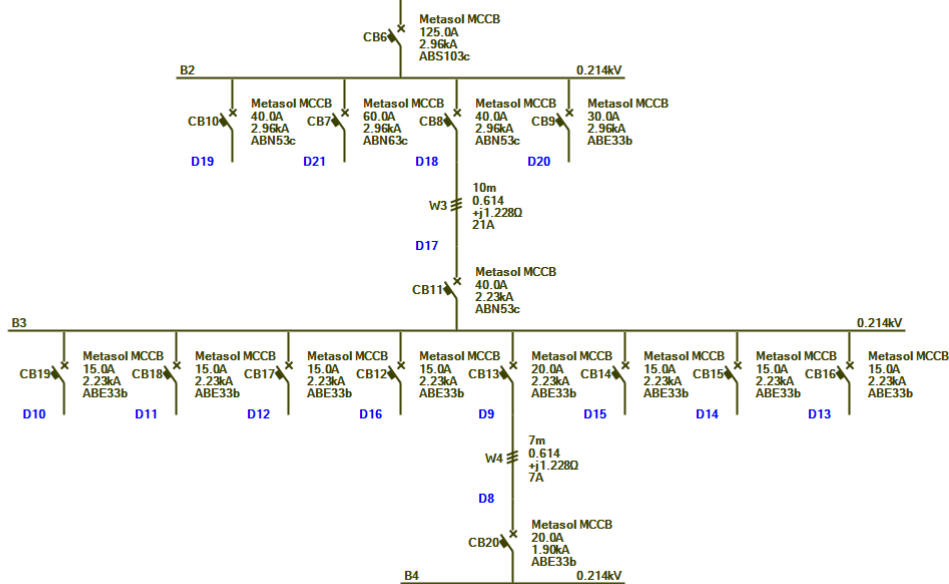 Metasol MCCB
CB6
125.0A
2.96kA
ABS103c
B2
0.214kV
CB10
Metasol MCCB
40.0A
2.96kA
ABN53c
D19
CB7
Metasol MCCB
60.0A
2.96kA
ABN63c
D21
CB8
Metasol MCCB
40.0A
2.96kA
ABN53c
D18
CB9
Metasol MCCB
30.0A
2.96kA
ABE33b
D20
W3
10m
0.614
+j1.228Ω
21A
D17
CB11
Metasol MCCB
40.0A
2.23kA
ABN53c
B3
0.214kV
CB19
Metasol MCCB
15.0A
2.23kA
ABE33b
D10
CB18
Metasol MCCB
15.0A
2.23kA
ABE33b
D11
CB17
Metasol MCCB
15.0A
2.23kA
ABE33b
D12
CB12
Metasol MCCB
15.0A
2.23kA
ABE33b
D16
CB13
Metasol MCCB
20.0A
2.23kA
ABE33b
D9
CB14
Metasol MCCB
15.0A
2.23kA
ABE33b
D15
CB15
Metasol MCCB
15.0A
2.23kA
ABE33b
D14
CB16
Metasol MCCB
15.0A
2.23kA
ABE33b
D13
W4
7m
0.614
+j1.228Ω
7A
D8
CB20
Metasol MCCB
20.0A
1.90kA
ABE33b
B4
0.214kV